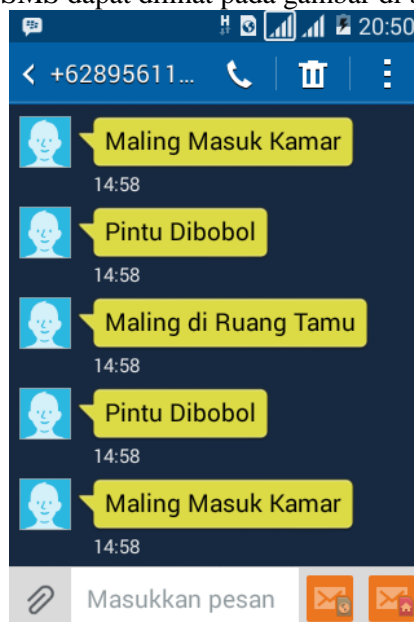 SMS dapat dilihat pada gambar di
H 20:50
+62895611...
Maling Masuk Kamar
14:58
Pintu Dibobol
14:58
Maling di Ruang Tamu
14:58
Pintu Dibobol
14:58
Maling Masuk Kamar
14:58
Masukkan pesan